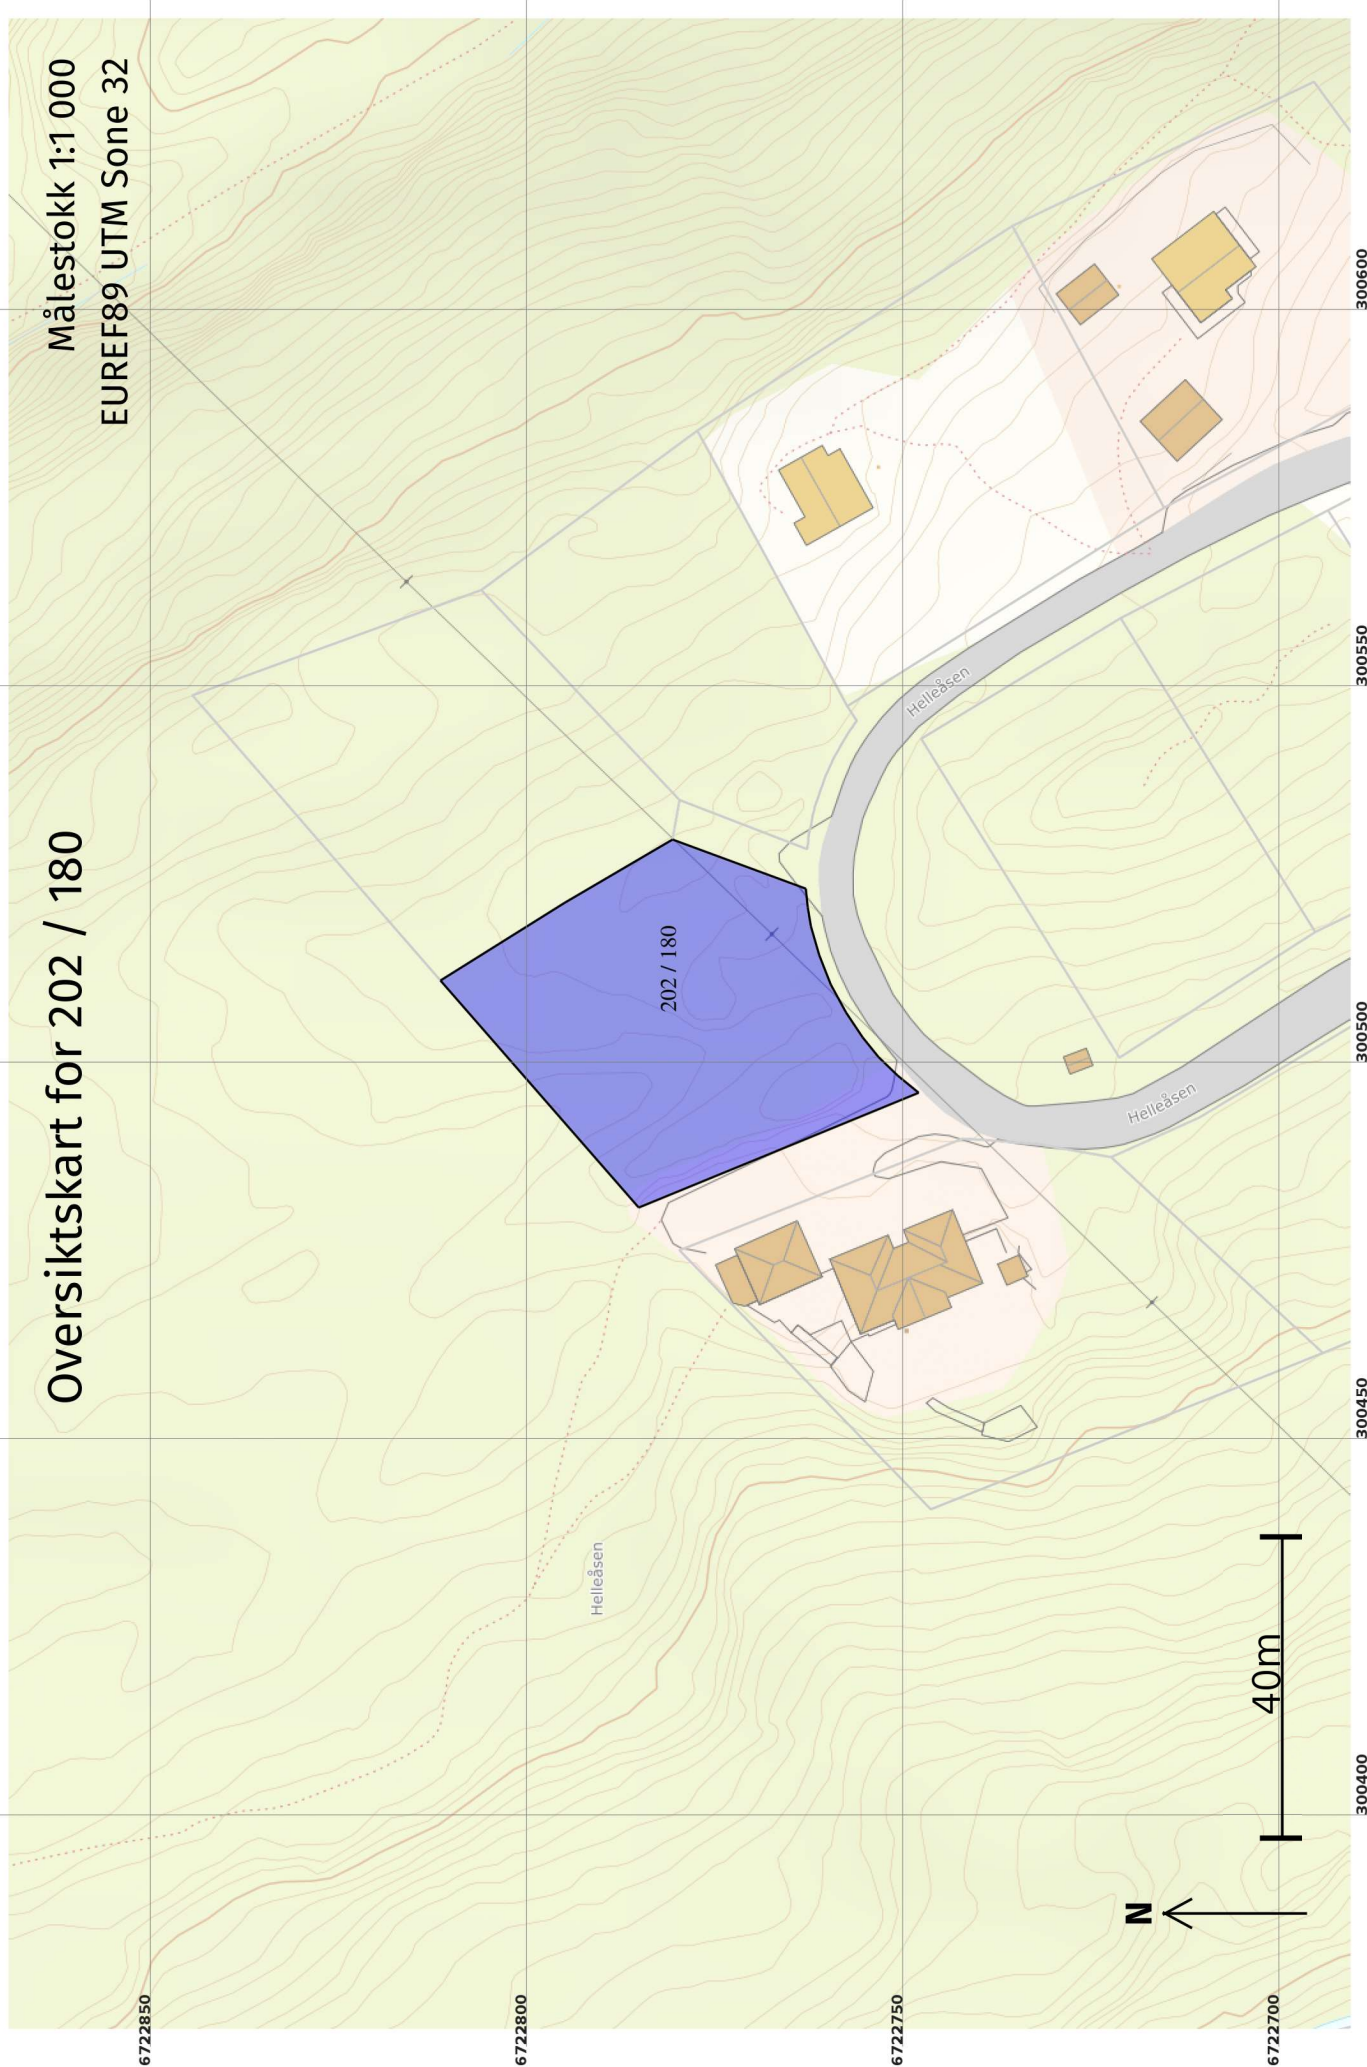 Oversiktskart for 202 / 180
Målestokk 1:1 000
EUREF89 UTM Sone 32
202 / 180
Helleåsen
Helleåsen
Helleåsen
N
40m
6722850
6722800
6722750
6722700
300400
300450
300500
300550
300600